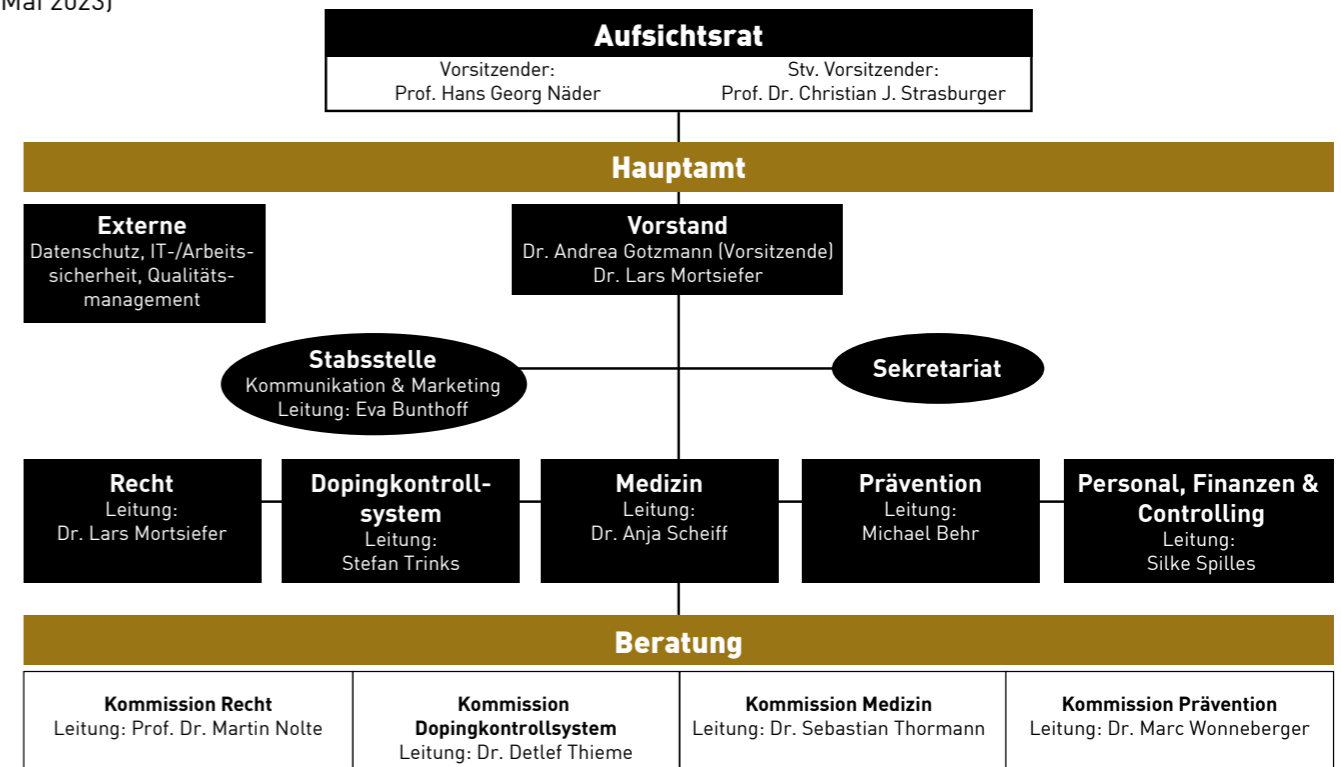 Mai 2023)
Aufsichtsrat
Vorsitzender:
Prof. Hans Georg Näder
Stv. Vorsitzender:
Prof. Dr. Christian J. Strasburger
Hauptamt
Externe
Datenschutz, IT-/Arbeits-
sicherheit, Qualitäts-
management
Vorstand
Dr. Andrea Gotzmann (Vorsitzende)
Dr. Lars Mortsiefer
Stabsstelle
Kommunikation & Marketing
Leitung: Eva Bunthoff
Sekretariat
Recht
Leitung:
Dr. Lars Mortsiefer
Dopingkontroll-
system
Leitung:
Stefan Trinks
Medizin
Leitung:
Dr. Anja Scheiff
Prävention
Leitung:
Michael Behr
Personal, Finanzen &
Controlling
Leitung:
Silke Spilles
Beratung
Kommission Recht
Leitung: Prof. Dr. Martin Nolte
Kommission
Dopingkontrollsystem
Leitung: Dr. Detlef Thieme
Kommission Medizin
Leitung: Dr. Sebastian Thormann
Kommission Prävention
Leitung: Dr. Marc Wonneberger